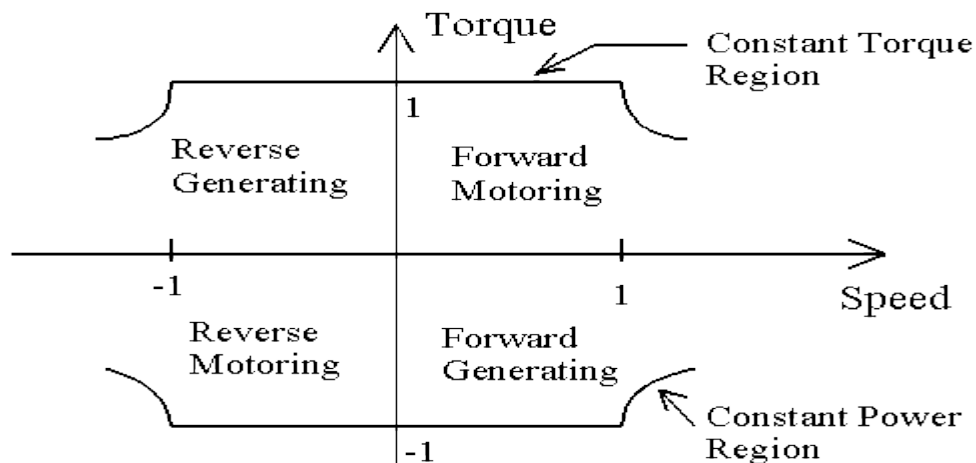 Torque
Constant Torque
Region
1
Reverse
Generating
Forward
Motoring
-1
1
Speed
Reverse
Motoring
Forward
Generating
Constant Power
Region
-1